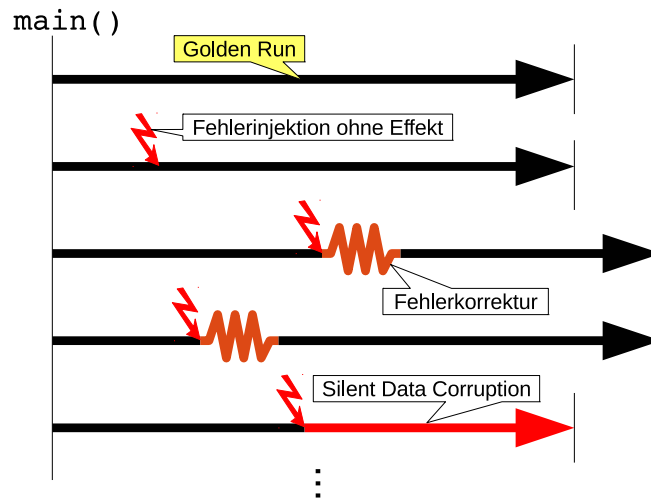 main()
Golden Run
Fehlerinjektion ohne Effekt
Fehlerkorrektur
Silent Data Corruption
...